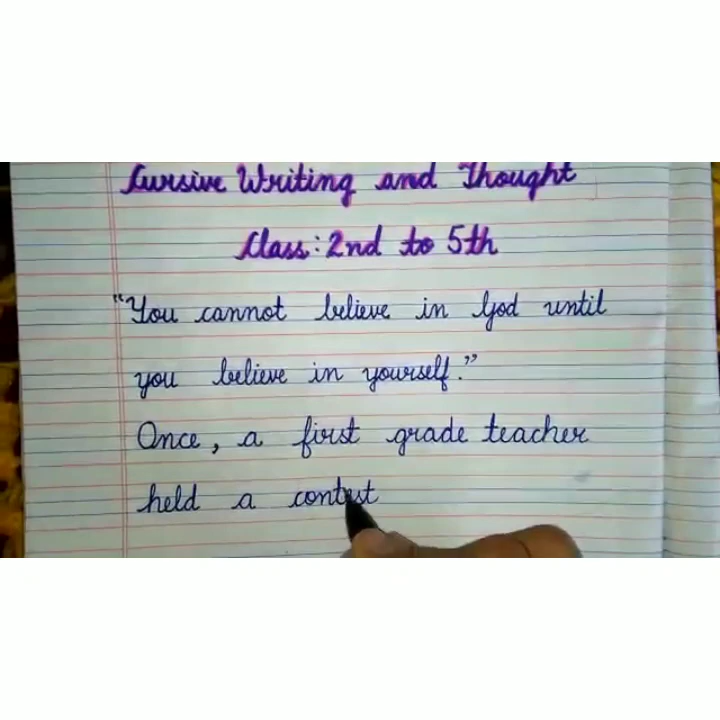 Cursive Writing and Thought
Class: 2nd to 5th
"You cannot believe in God until
you believe in yourself."
Once, a first grade teacher
held a contest